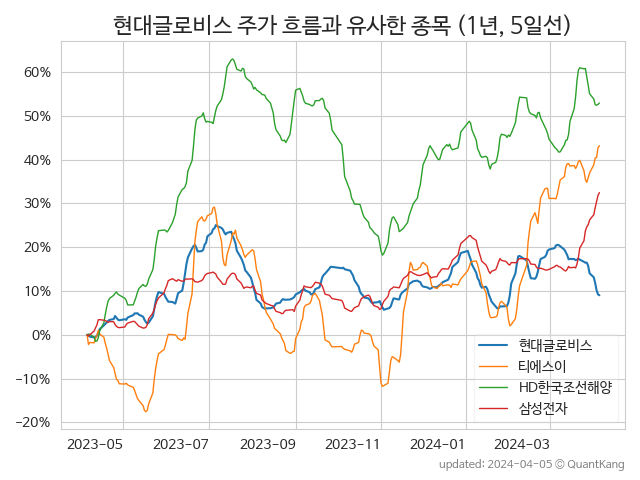 현대글로비스 주가 흐름과 유사한 종목 (1년, 5일선)
60%
50%
40%
30%
20%
10%
0%
−10%
−20%
현대글로비스
티에스이
HD한국조선해양
삼성전자
2023-05 2023-07 2023-09 2023-11 2024-01 2024-03
updated: 2024-04-05 © QuantKang